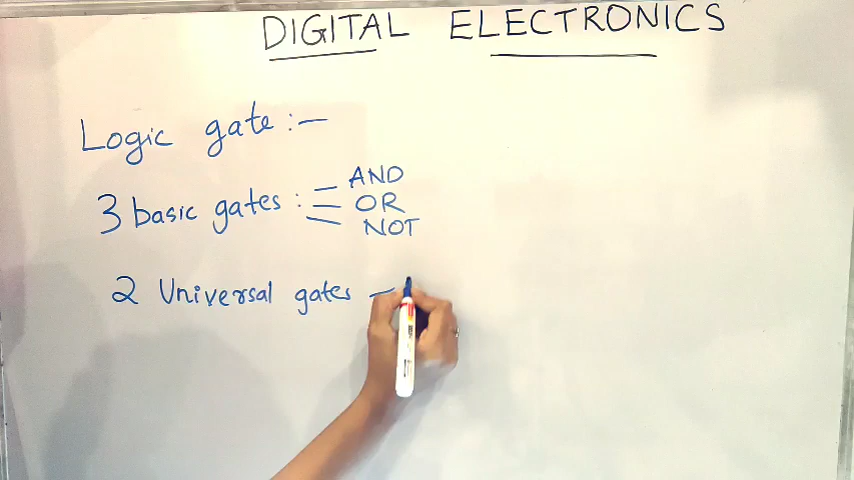 DIGITAL ELECTRONICS
Logic gate :-
3 basic gates : - AND
- OR
- NOT
2 Universal gates -